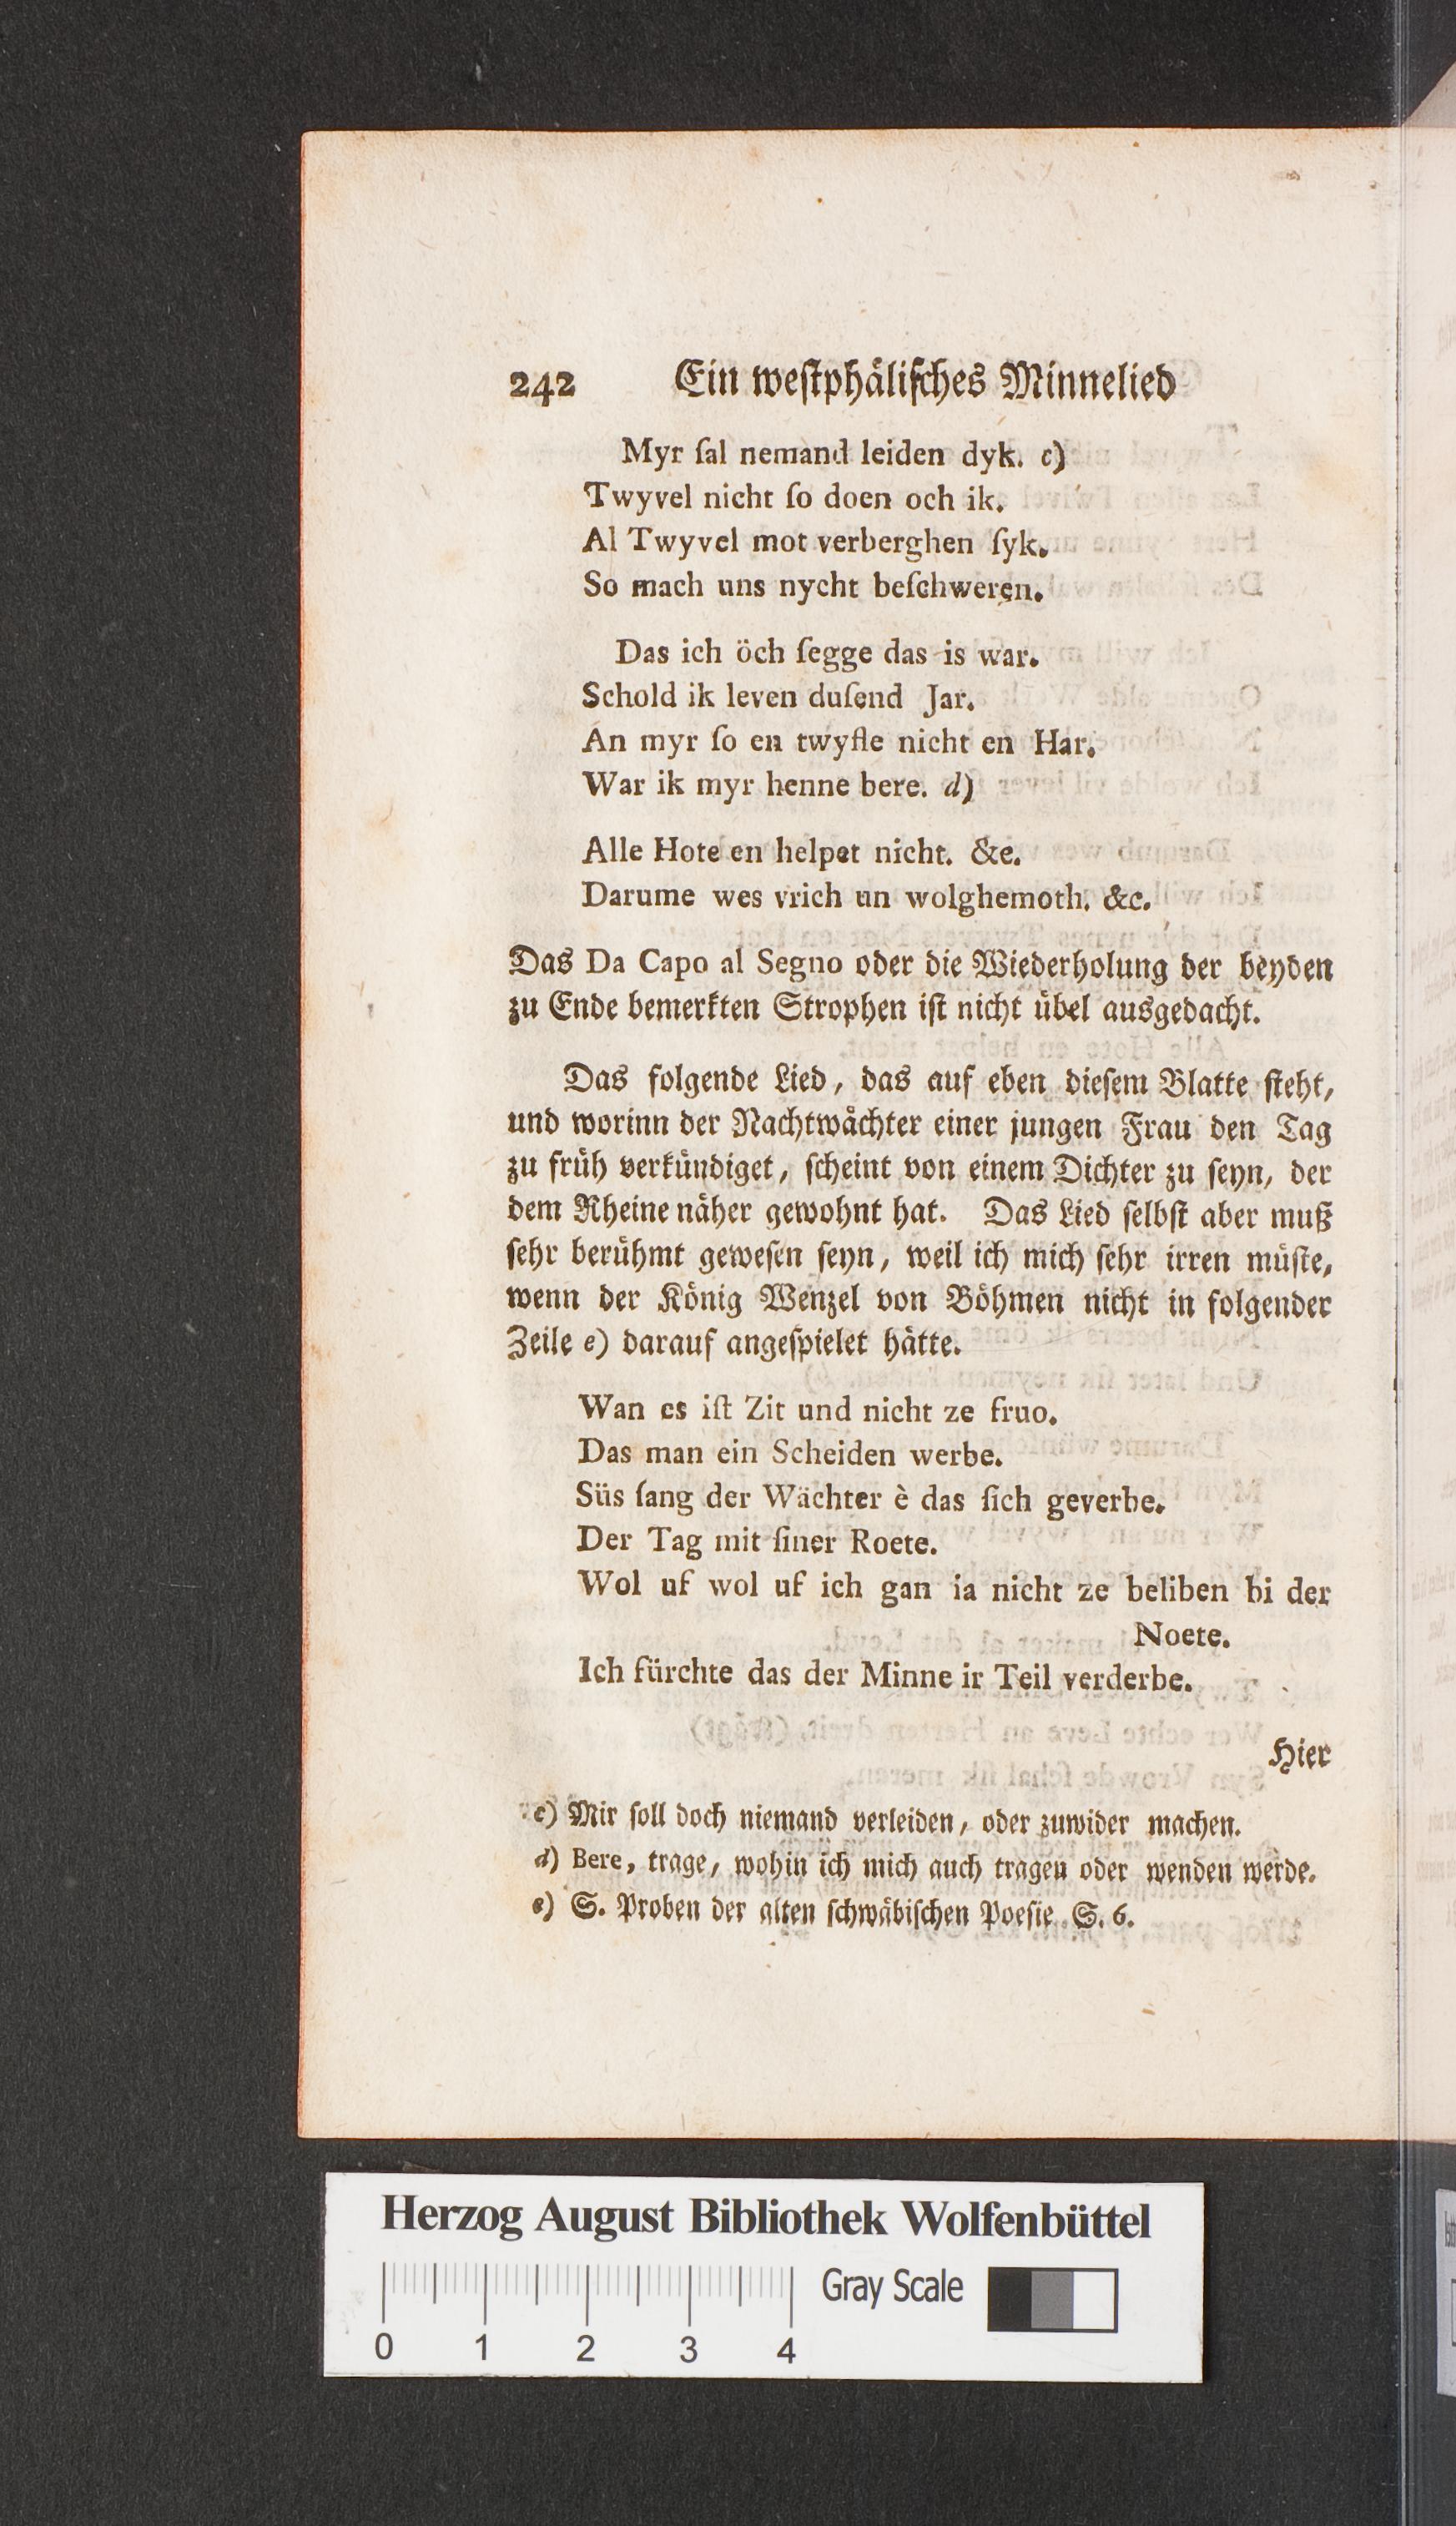 242 Ein weſtphäliſches Minnelied
Myr ſal nemand leiden dyk. c)
Twyvel nicht ſo doen och ik.
Al Twyvel mot verberghen ſyk.
So mach uns nycht beſchweren.
Das ich öch ſegge das is war.
Schold ik leven duſend Jar.
An myr ſo en twyfle nicht en Har.
War ik myr henne bere. d)
Alle Hote en helpet nicht. &c.
Darume wes vrich un wolghemoth. &c.
Das Da Capo al Segno oder die Wiederholung der beyden
zu Ende bemerkten Strophen iſt nicht übel ausgedacht.
Das folgende Lied, das auf eben dieſem Blatte ſteht,
und worinn der Nachtwächter einer jungen Frau den Tag
zu früh verkündiget, ſcheint von einem Dichter zu ſeyn, der
dem Rheine näher gewohnt hat. Das Lied ſelbſt aber muß
ſehr berühmt geweſen ſeyn, weil ich mich ſehr irren müſte,
wenn der König Wenzel von Böhmen nicht in folgender
Zeile e) darauf angeſpielet hätte.
Wan es iſt Zit und nicht ze fruo.
Das man ein Scheiden werbe.
Süs ſang der Wächter è das ſich geverbe.
Der Tag mit ſiner Roete.
Wol uf wol uf ich gan ia nicht ze beliben bi der
Noete.
Ich fürchte das der Minne ir Teil verderbe.
Hier
c) Mir ſoll doch niemand verleiden, oder zuwider machen.
d) Bere, trage, wohin ich mich auch tragen oder wenden werde.
e) S. Proben der alten ſchwäbiſchen Poeſie S. 6.
Herzog August Bibliothek Wolfenbüttel
Gray Scale
0 1 2 3 4